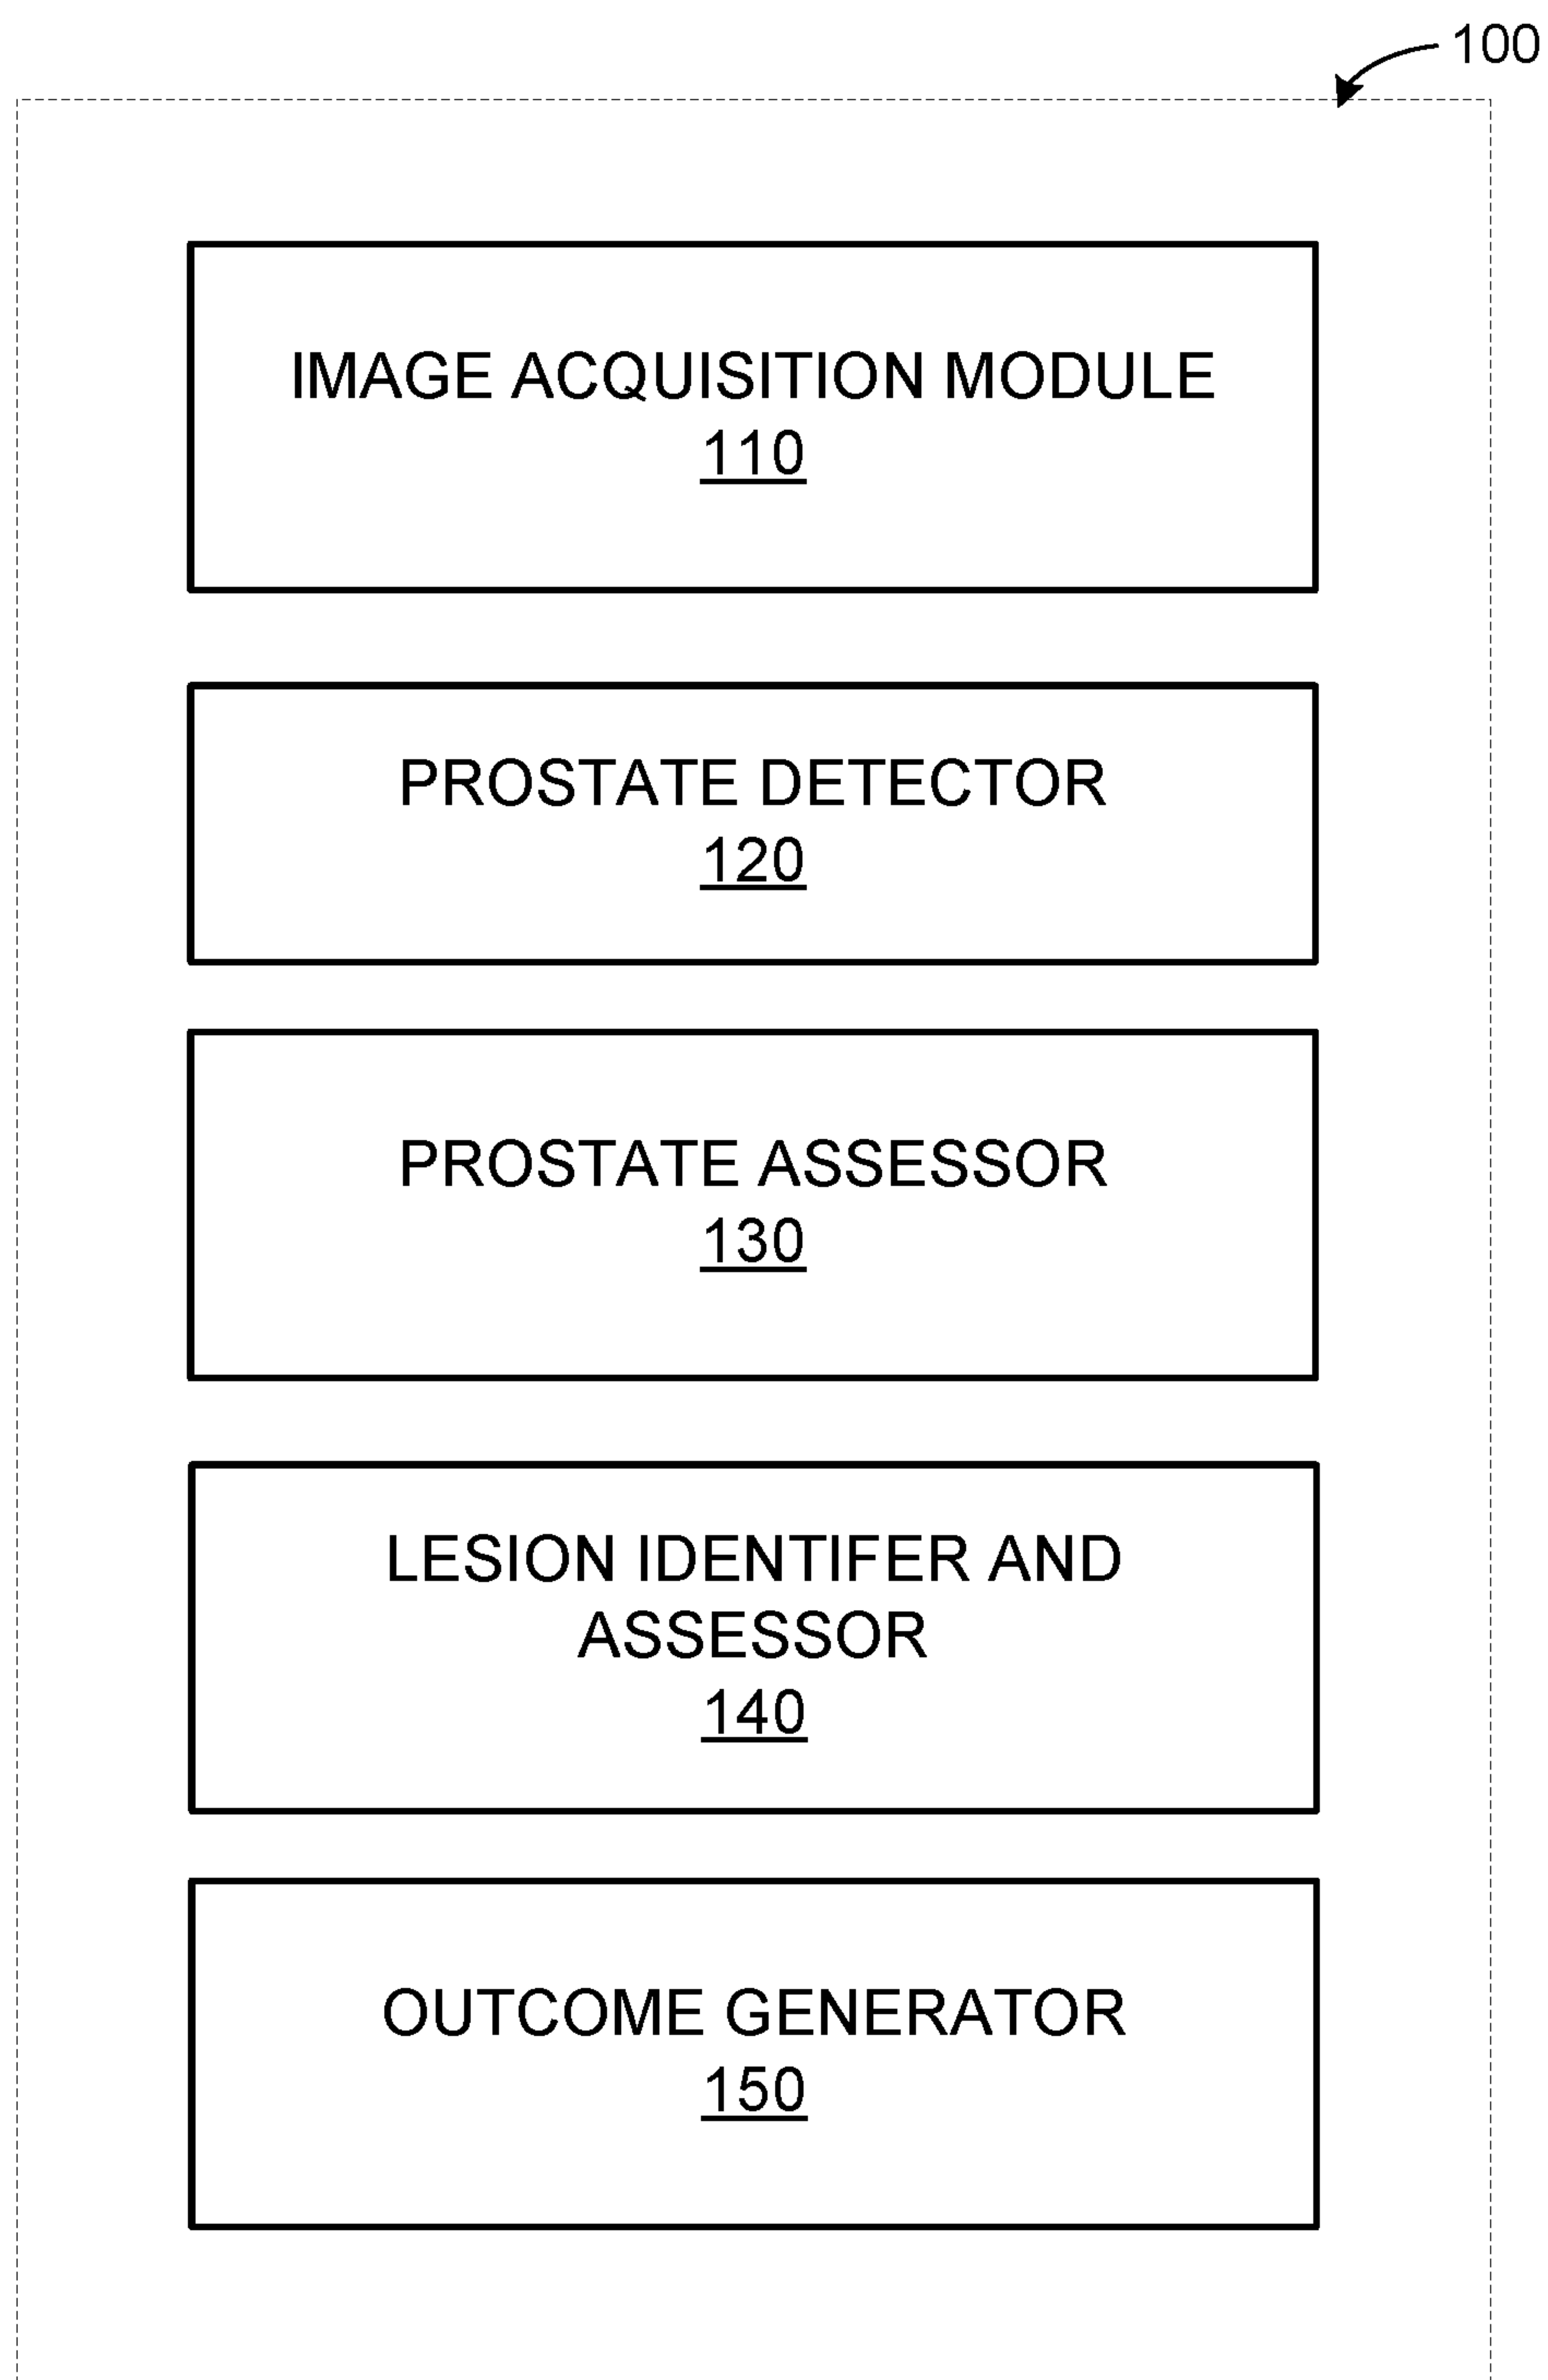 100
IMAGE ACQUISITION MODULE
110
PROSTATE DETECTOR
120
PROSTATE ASSESSOR
130
LESION IDENTIFER AND
ASSESSOR
140
OUTCOME GENERATOR
150